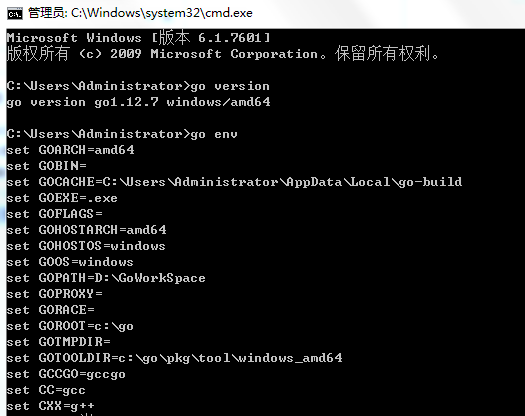 管理员: C:\Windows\system32\cmd.exe
Microsoft Windows [版本 6.1.7601]
版权所有 (c) 2009 Microsoft Corporation。保留所有权利。
C:\Users\Administrator>go version
go version go1.12.7 windows/amd64
C:\Users\Administrator>go env
set GOARCH=amd64
set GOBIN=
set GOCACHE=C:\Users\Administrator\AppData\Local\go-build
set GOEXE=.exe
set GOFLAGS=
set GOHOSTARCH=amd64
set GOHOSTOS=windows
set GOOS=windows
set GOPATH=D:\GoWorkSpace
set GOPROXY=
set GORACE=
set GOROOT=c:\go
set GOTMPDIR=
set GOTOOLDIR=c:\go\pkg\tool\windows_amd64
set GCCGO=gccgo
set CC=gcc
set CXX=g++